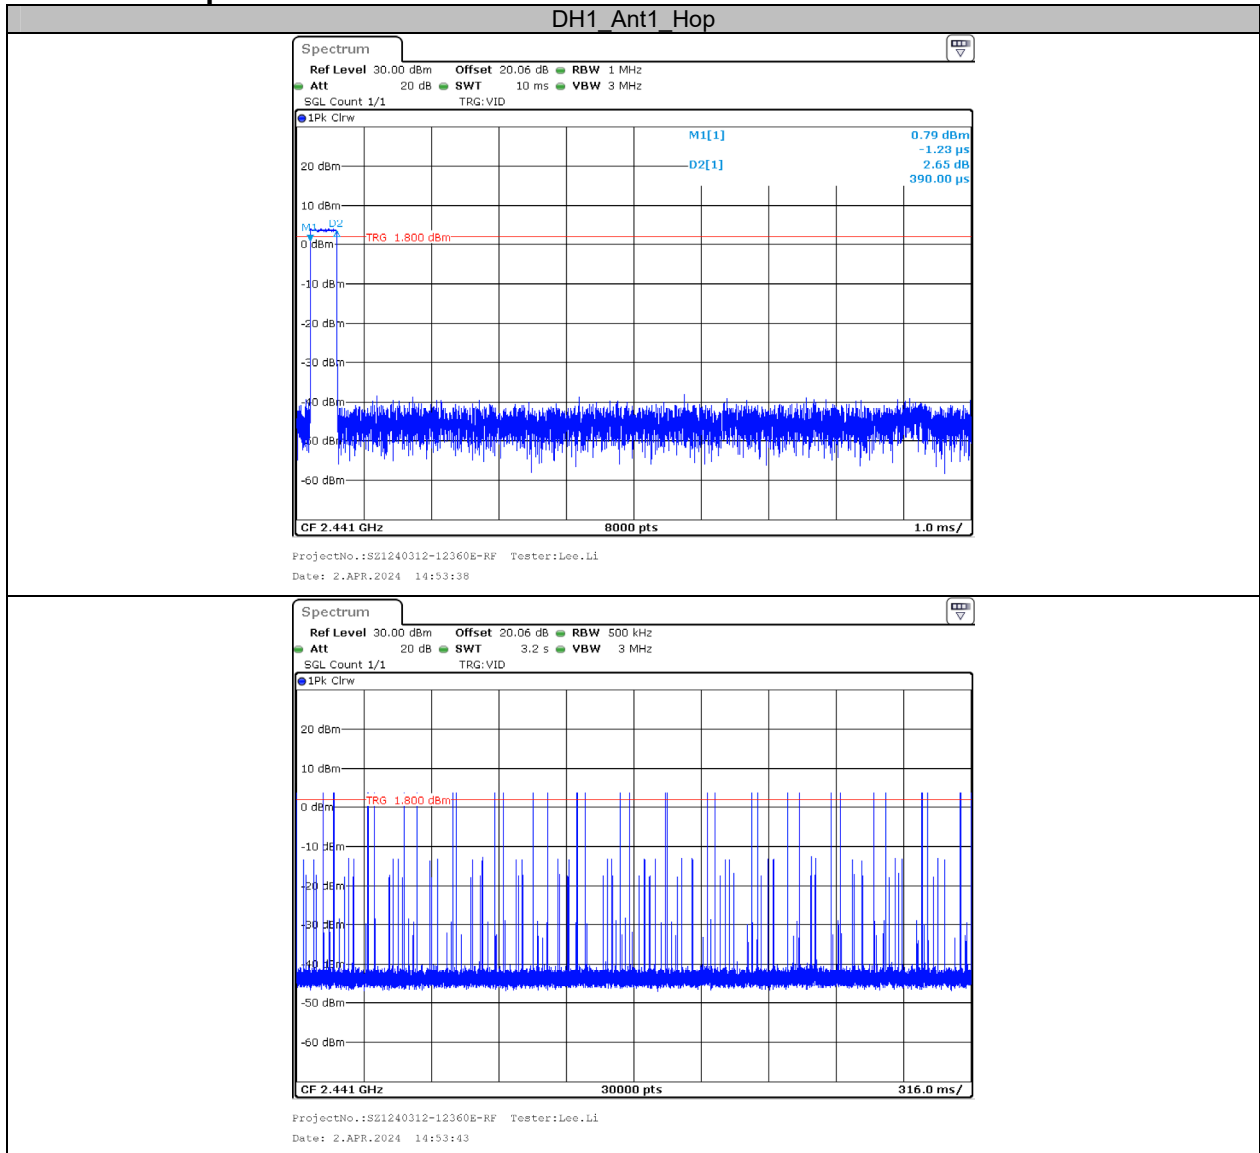 DH1_Ant1_Hop
Spectrum
Ref Level 30.00 dBm Offset 20.06 dB RBW 1 MHz
Att 20 dB SWT 10 ms VBW 3 MHz
SGL Count 1/1 TRG:VID
1Pk Clrw
M1[1] 0.79 dBm
-1.23 µs
20 dBm D2[1] 2.65 dB
390.00 µs
10 dBm
M1 D2
TRG 1.800 dBm
0 dBm
-10 dBm
-20 dBm
-30 dBm
-40 dBm
-50 dBm
-60 dBm
CF 2.441 GHz 8000 pts 1.0 ms/
ProjectNo.:SZ1240312-12360E-RF Tester:Lee.Li
Date: 2.APR.2024 14:53:38
Spectrum
Ref Level 30.00 dBm Offset 20.06 dB RBW 500 kHz
Att 20 dB SWT 3.2 s VBW 3 MHz
SGL Count 1/1 TRG:VID
1Pk Clrw
20 dBm
10 dBm
TRG 1.800 dBm
0 dBm
-10 dBm
-20 dBm
-30 dBm
-40 dBm
-50 dBm
-60 dBm
CF 2.441 GHz 30000 pts 316.0 ms/
ProjectNo.:SZ1240312-12360E-RF Tester:Lee.Li
Date: 2.APR.2024 14:53:43